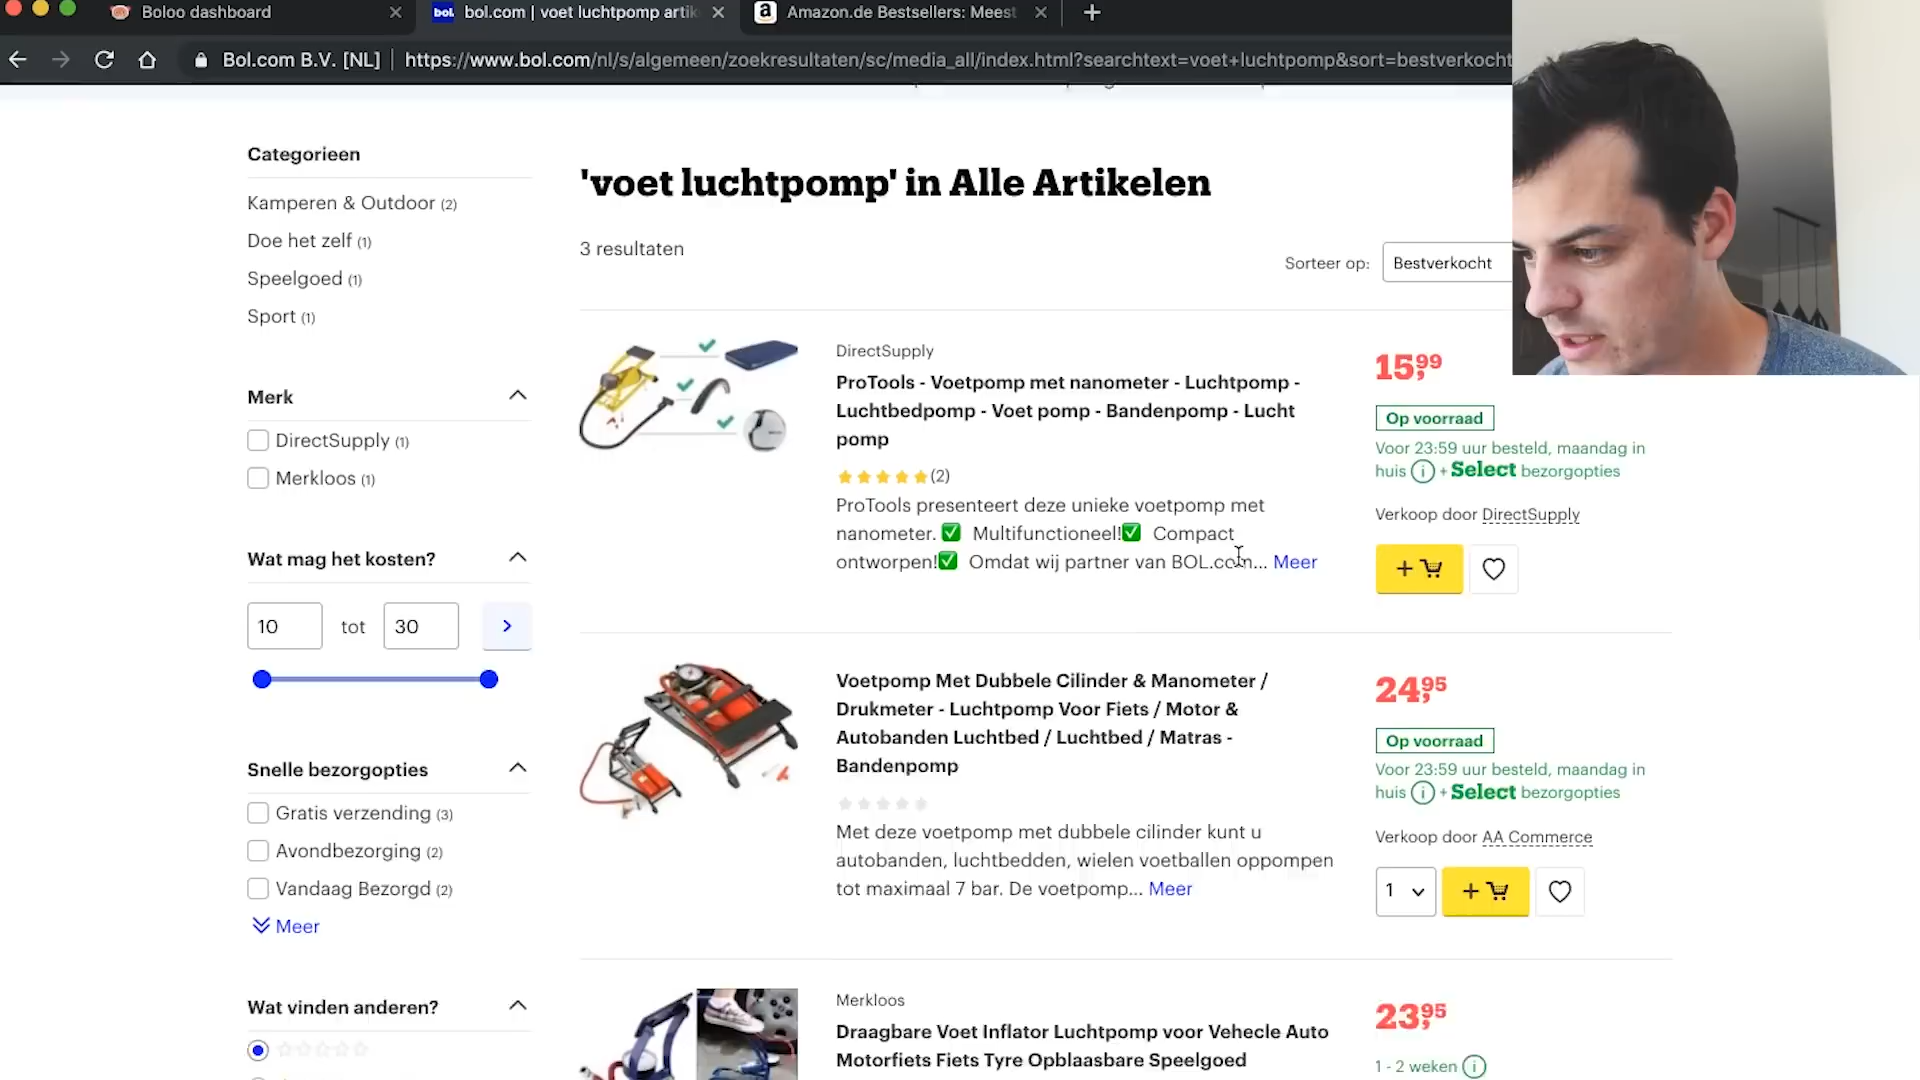 Boloo dashboard
bol.com | voet luchtpomp artik
Amazon.de Bestsellers: Meest
Bol.com B.V. [NL]
https://www.bol.com/nl/s/algemeen/zoekresultaten/sc/media_all/index.html?searchtext=voet+luchtpomp&sort=bestverkocht
Categorieen
Kamperen & Outdoor (2)
Doe het zelf (1)
Speelgoed (1)
Sport (1)
Merk
DirectSupply (1)
Merkloos (1)
Wat mag het kosten?
10 tot 30
Snelle bezorgopties
Gratis verzending (3)
Avondbezorging (2)
Vandaag Bezorgd (2)
Meer
Wat vinden anderen?
'voet luchtpomp' in Alle Artikelen
3 resultaten
Sorteer op: Bestverkocht
DirectSupply
ProTools - Voetpomp met nanometer - Luchtpomp -
Luchtbedpomp - Voet pomp - Bandenpomp - Lucht
pomp
(2)
ProTools presenteert deze unieke voetpomp met
nanometer. ✅ Multifunctioneel!✅ Compact
ontworpen!✅ Omdat wij partner van BOL.com... Meer
15,99
Op voorraad
Voor 23:59 uur besteld, maandag in
huis i + Select bezorgopties
Verkoop door DirectSupply
+
Voetpomp Met Dubbele Cilinder & Manometer /
Drukmeter - Luchtpomp Voor Fiets / Motor &
Autobanden Luchtbed / Luchtbed / Matras -
Bandenpomp
Met deze voetpomp met dubbele cilinder kunt u
autobanden, luchtbedden, wielen voetballen oppompen
tot maximaal 7 bar. De voetpomp... Meer
24,95
Op voorraad
Voor 23:59 uur besteld, maandag in
huis i + Select bezorgopties
Verkoop door AA Commerce
1 +
Merkloos
Draagbare Voet Inflator Luchtpomp voor Vehecle Auto
Motorfiets Fiets Tyre Opblaasbare Speelgoed
23,95
1 - 2 weken i